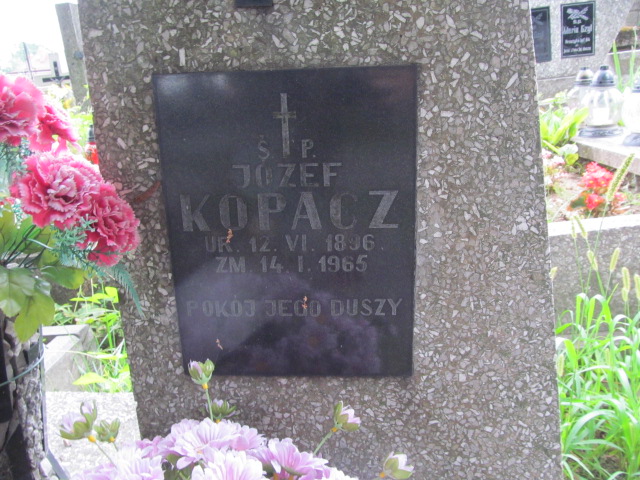 Ś P.
JÓZEF
KOPACZ
UR. 12. VI. 1896.
ZM 14. I. 1965
POKÓJ JEGO DUSZY